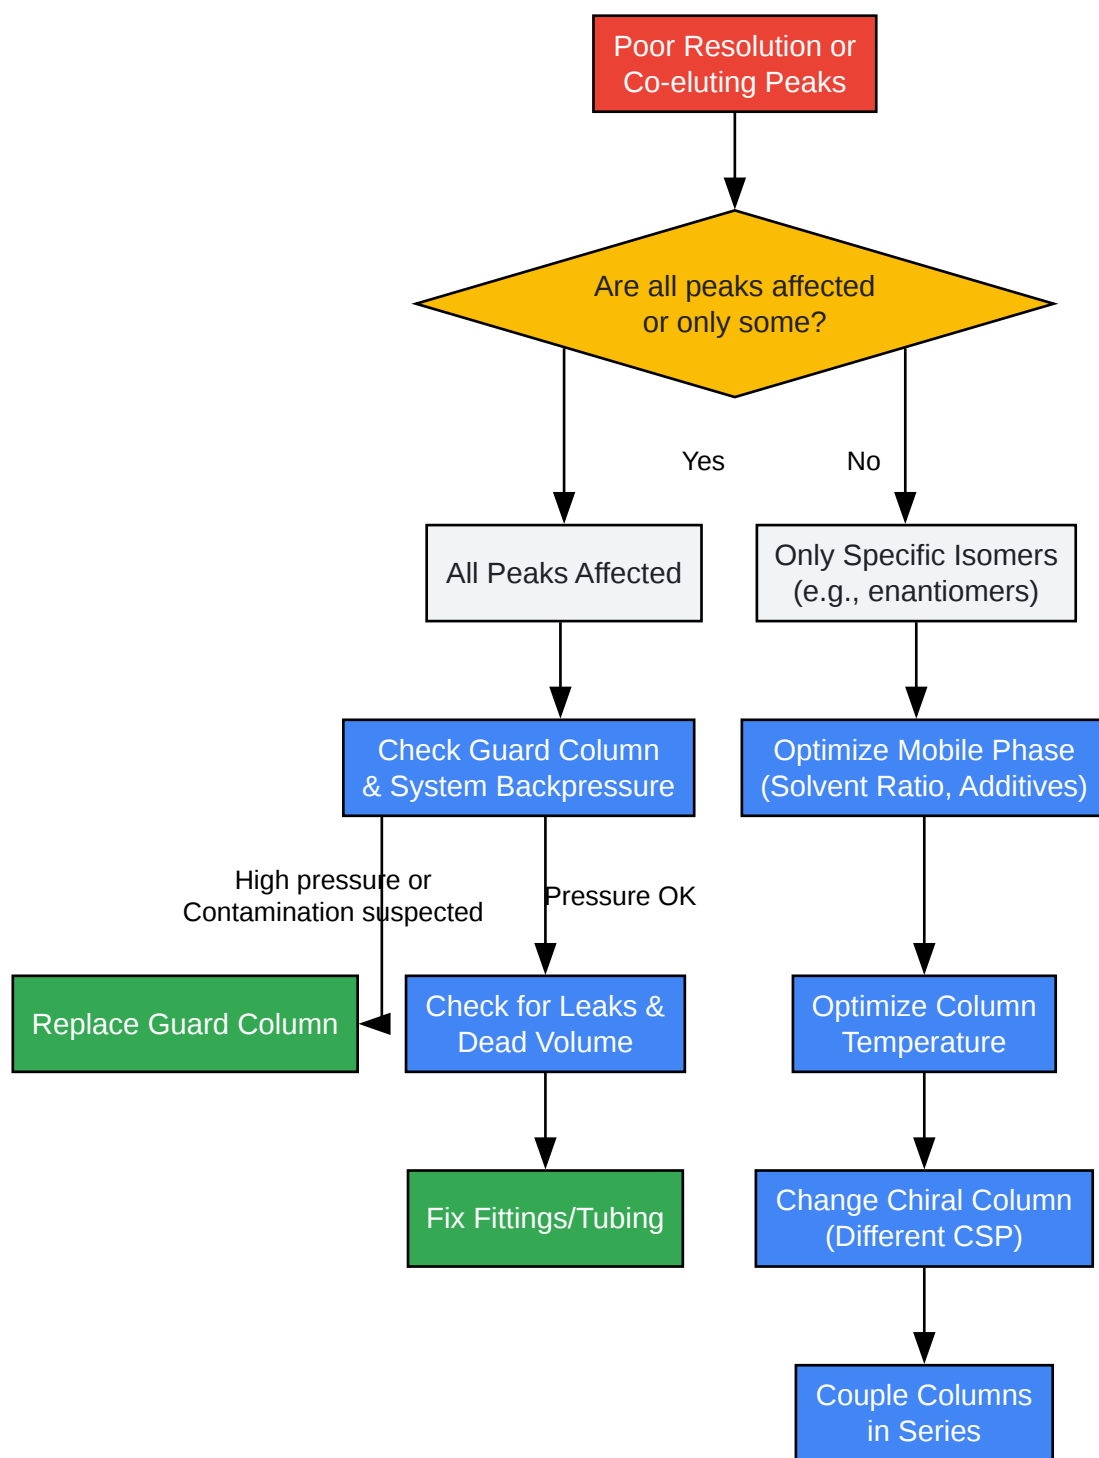 Poor Resolution or
Co-eluting Peaks
Are all peaks affected
or only some?
Yes
No
All Peaks Affected
Only Specific Isomers
(e.g., enantiomers)
Check Guard Column
& System Backpressure
Optimize Mobile Phase
(Solvent Ratio, Additives)
High pressure or
Contamination suspected
Pressure OK
Replace Guard Column
Check for Leaks &
Dead Volume
Optimize Column
Temperature
Fix Fittings/Tubing
Change Chiral Column
(Different CSP)
Couple Columns
in Series